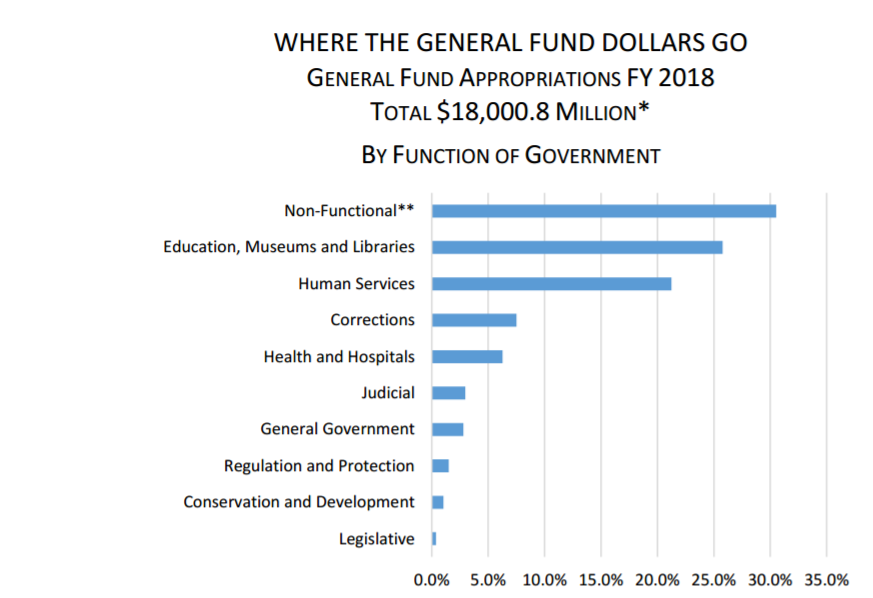 WHERE THE GENERAL FUND DOLLARS GO
GENERAL FUND APPROPRIATIONS FY 2018
TOTAL $18,000.8 MILLION*
BY FUNCTION OF GOVERNMENT
Non-Functional**
Education, Museums and Libraries
Human Services
Corrections
Health and Hospitals
Judicial
General Government
Regulation and Protection
Conservation and Development
Legislative
0.0% 5.0% 10.0% 15.0% 20.0% 25.0% 30.0% 35.0%